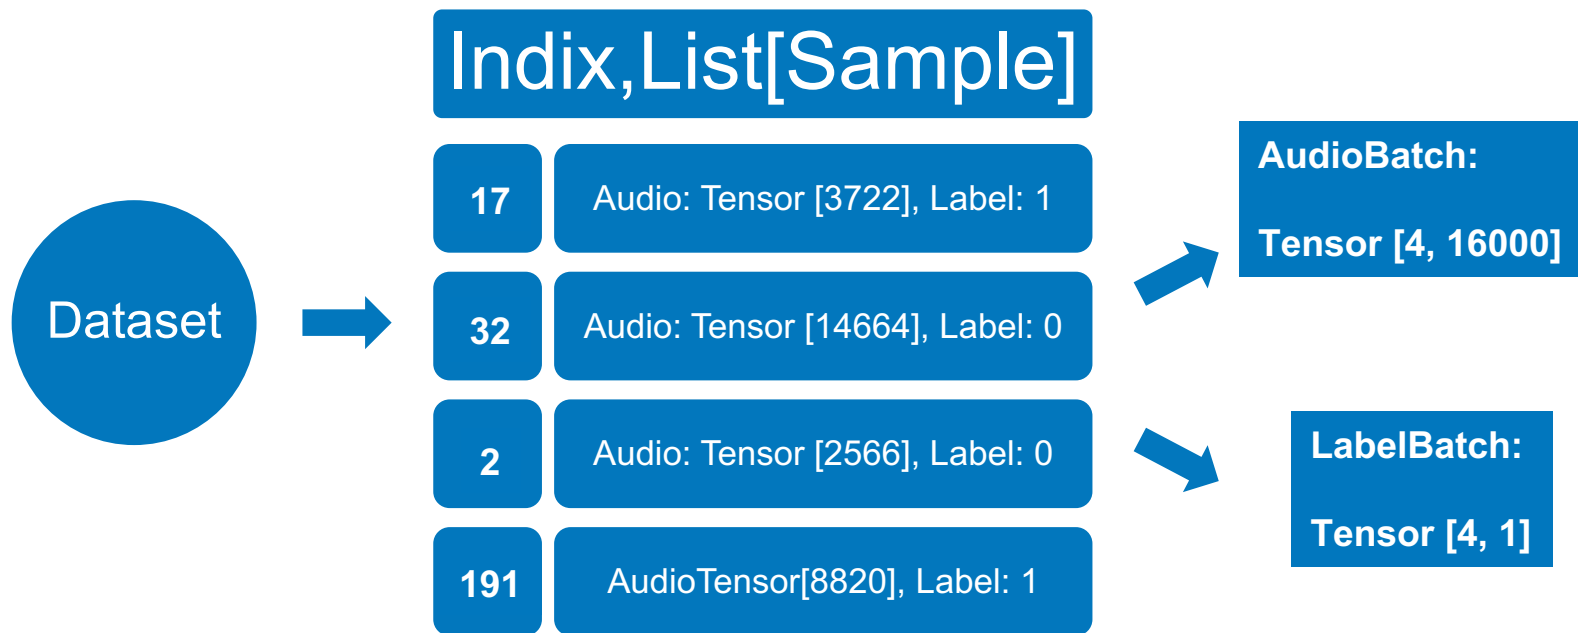 Indix,List[Sample]
Dataset
17
Audio: Tensor [3722], Label: 1
32
Audio: Tensor [14664], Label: 0
2
Audio: Tensor [2566], Label: 0
191
AudioTensor[8820], Label: 1
AudioBatch:
Tensor [4, 16000]
LabelBatch:
Tensor [4, 1]